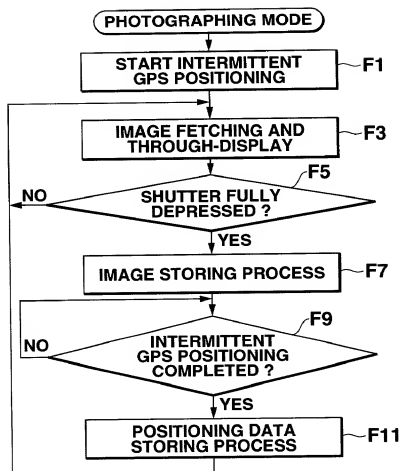 PHOTOGRAPHING MODE
START INTERMITTENT
GPS POSITIONING
F1
IMAGE FETCHING AND
THROUGH-DISPLAY
F3
F5
NO
SHUTTER FULLY
DEPRESSED ?
YES
IMAGE STORING PROCESS
F7
F9
NO
INTERMITTENT
GPS POSITIONING
COMPLETED ?
YES
POSITIONING DATA
STORING PROCESS
F11